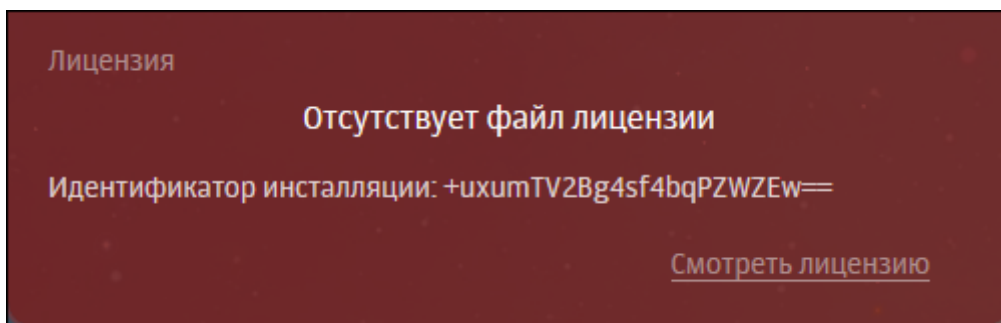 Лицензия
Отсутствует файл лицензии
Идентификатор инсталляции: +uxumTV2Bg4sf4bqPZWZEw==
Смотреть лицензию